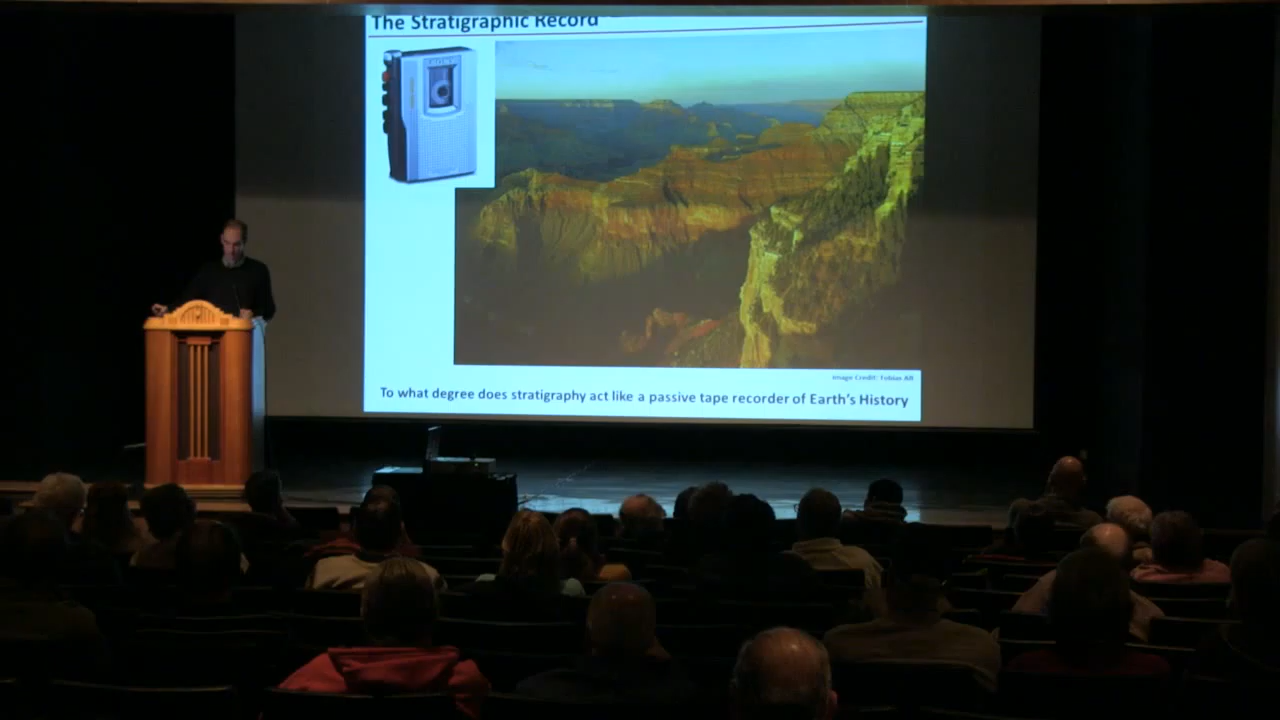 The Stratigraphic Record
Image Credit: Tobias Alt
To what degree does stratigraphy act like a passive tape recorder of Earth's History